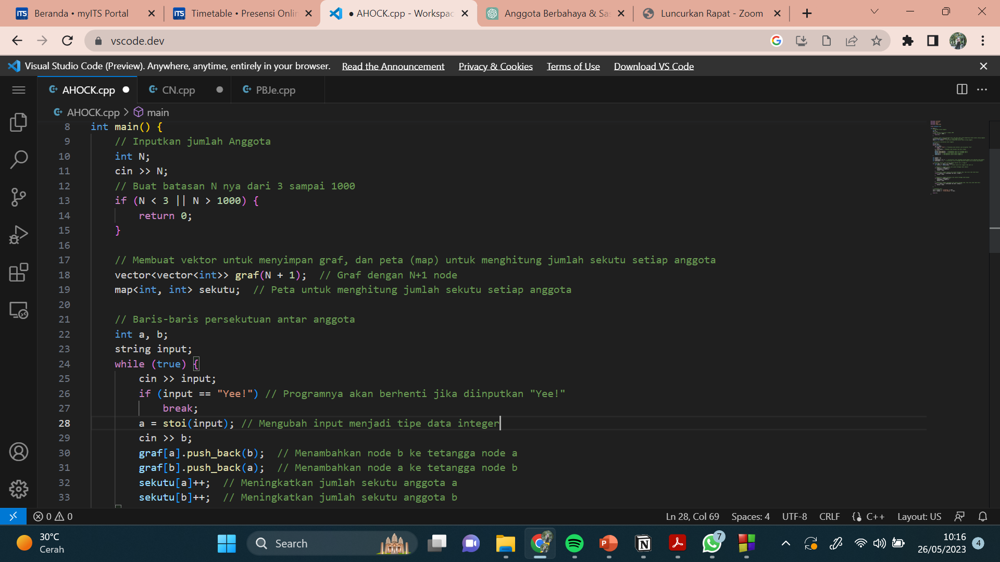 Beranda • myITS Portal
Timetable • Presensi Onlin
● AHOCK.cpp - Workspac
Anggota Berbahaya & Sas
Luncurkan Rapat - Zoom
vscode.dev
Visual Studio Code (Preview). Anywhere, anytime, entirely in your browser. Read the Announcement Privacy & Cookies Terms of Use Download VS Code
AHOCK.cpp CN.cpp PBJe.cpp
AHOCK.cpp > main
8 int main() {
9 // Inputkan jumlah Anggota
10 int N;
11 cin >> N;
12 // Buat batasan N nya dari 3 sampai 1000
13 if (N < 3 || N > 1000) {
14 return 0;
15 }
16
17 // Membuat vektor untuk menyimpan graf, dan peta (map) untuk menghitung jumlah sekutu setiap anggota
18 vector<vector<int>> graf(N + 1); // Graf dengan N+1 node
19 map<int, int> sekutu; // Peta untuk menghitung jumlah sekutu setiap anggota
20
21 // Baris-baris persekutuan antar anggota
22 int a, b;
23 string input;
24 while (true) {
25 cin >> input;
26 if (input == "Yee!") // Programnya akan berhenti jika diinputkan "Yee!"
27 break;
28 a = stoi(input); // Mengubah input menjadi tipe data integer
29 cin >> b;
30 graf[a].push_back(b); // Menambahkan node b ke tetangga node a
31 graf[b].push_back(a); // Menambahkan node a ke tetangga node b
32 sekutu[a]++; // Meningkatkan jumlah sekutu anggota a
33 sekutu[b]++; // Meningkatkan jumlah sekutu anggota b
0 0 Ln 28, Col 69 Spaces: 4 UTF-8 CRLF {} C++ Layout: US
30°C
Cerah
Search
7
10:16
26/05/2023
4